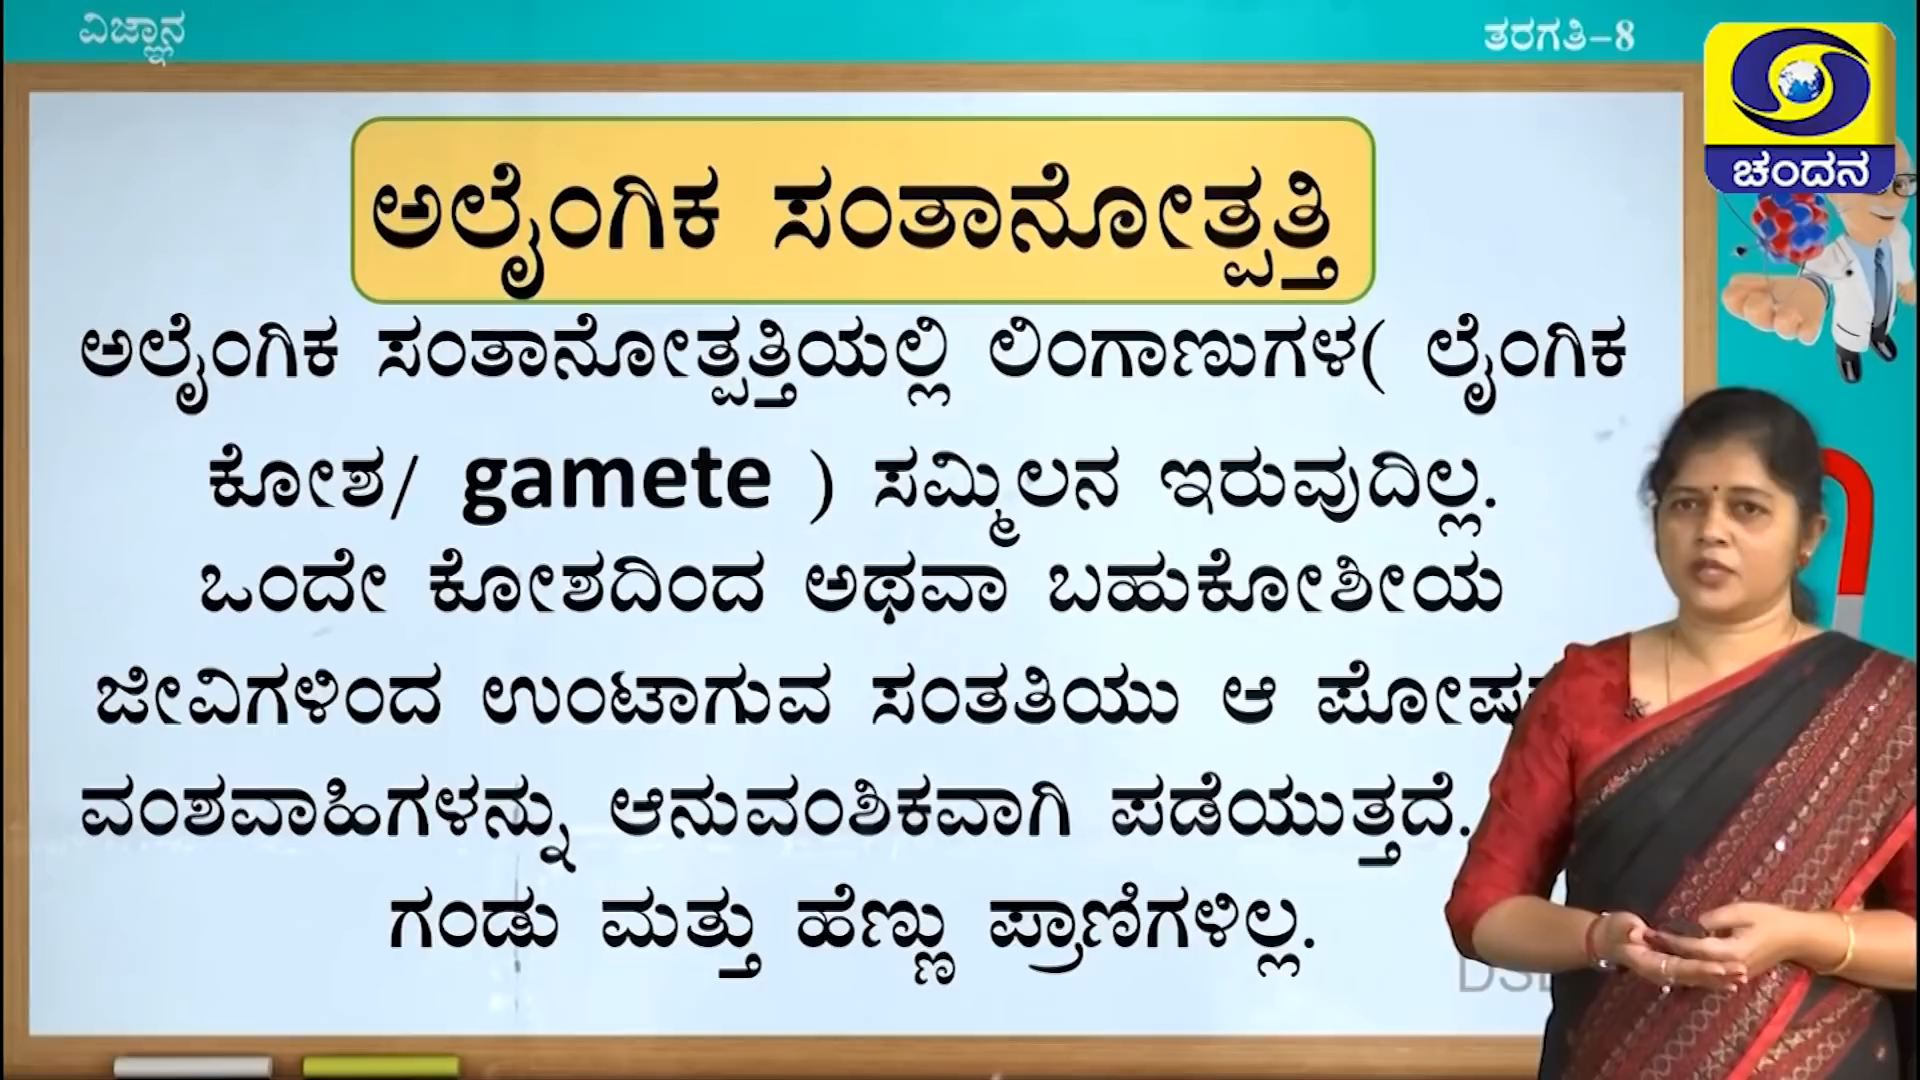 ವಿಜ್ಞಾನ
ತರಗತಿ-8
ಚಂದನ
ಅಲೈಂಗಿಕ ಸಂತಾನೋತ್ಪತ್ತಿ
ಅಲೈಂಗಿಕ ಸಂತಾನೋತ್ಪತ್ತಿಯಲ್ಲಿ ಲಿಂಗಾಣುಗಳ( ಲೈಂಗಿಕ
ಕೋಶ/ gamete ) ಸಮ್ಮಿಲನ ಇರುವುದಿಲ್ಲ.
ಒಂದೇ ಕೋಶದಿಂದ ಅಥವಾ ಬಹುಕೋಶೀಯ
ಜೀವಿಗಳಿಂದ ಉಂಟಾಗುವ ಸಂತತಿಯು ಆ
ವಂಶವಾಹಿಗಳನ್ನು ಆನುವಂಶಿಕವಾಗಿ ಪಡೆಯುತ್ತದೆ.
ಗಂಡು ಮತ್ತು ಹೆಣ್ಣು ಪ್ರಾಣಿಗಳಿಲ್ಲ.